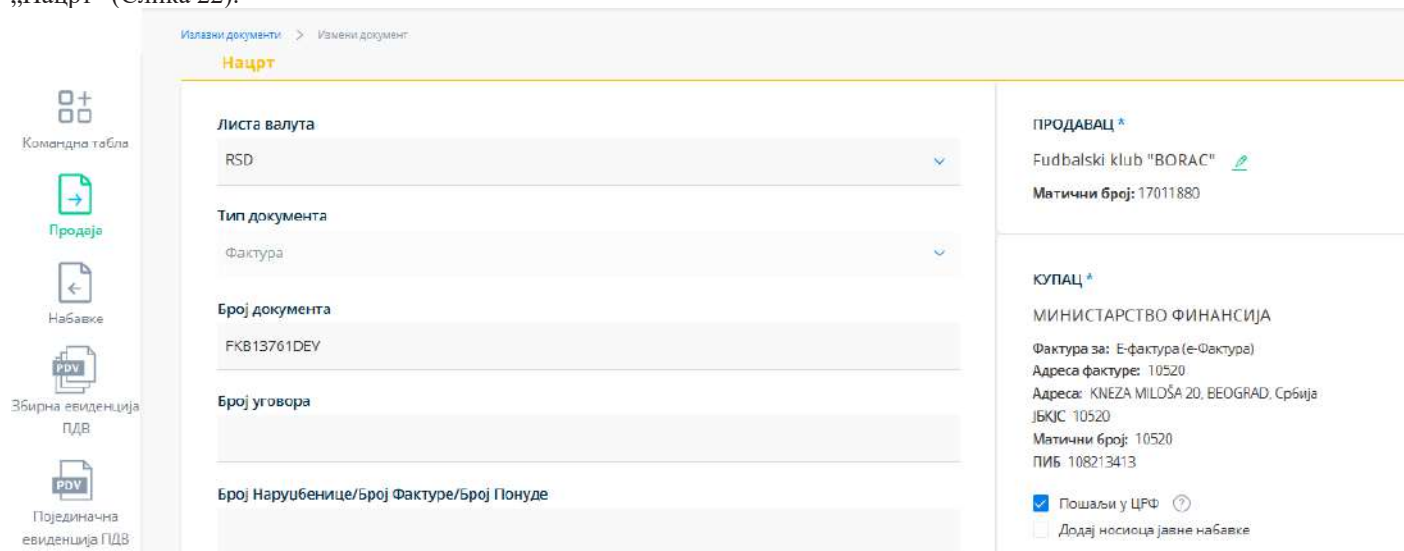 „Нацрт“ (Слика 22).
Излазни документи > Измени документ
Нацрт
Командна табла
Продаја
Набавке
PDV
Збирна евиденција
ПДВ
PDV
Појединачна
евиденција ПДВ
Листа валута
RSD
Тип документа
Фактура
Број документа
FKB13761DEV
Број уговора
Број Наруџбенице/Број Фактуре/Број Понуде
ПРОДАВАЦ *
Fudbalski klub "BORAC"
Матични број: 17011880
КУПАЦ *
МИНИСТАРСТВО ФИНАНСИЈА
Фактура за: Е-фактура (е-Фактура)
Адреса фактуре: 10520
Адреса: KNEZA MILOŠA 20, BEOGRAD, Србија
ЈБКЈС 10520
Матични број: 10520
ПИБ 108213413
Пошаљи у ЦРФ ?
Додај носиоца јавне набавке